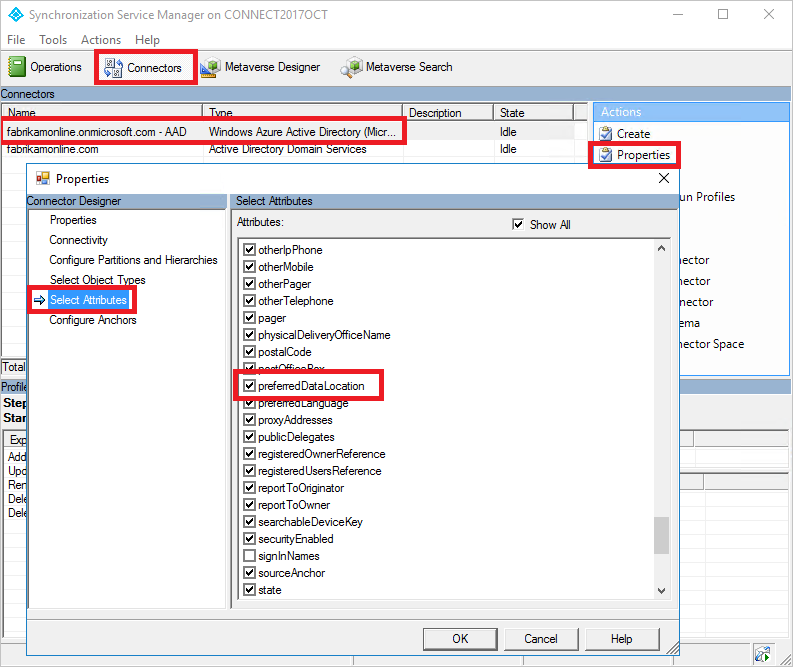 Synchronization Service Manager on CONNECT2017OCT
File Tools Actions Help
Operations Connectors Metaverse Designer Metaverse Search
Connectors
Name Type Description State
fabrikamonline.onmicrosoft.com - AAD Windows Azure Active Directory (Micr... Idle
fabrikamonline.com Active Directory Domain Services Idle
Actions
Create
Properties
un Profiles
nector
nector
nnector
ema
nnector Space
Total
Profile
Step
Star
Exp
Add
Upd
Ren
Dele
Dele
Properties
Connector Designer
Properties
Connectivity
Configure Partitions and Hierarchies
Select Object Types
Select Attributes
Configure Anchors
Select Attributes
Attributes: Show All
otherIpPhone
otherMobile
otherPager
otherTelephone
pager
physicalDeliveryOfficeName
postalCode
postOfficeBox
preferredDataLocation
preferredLanguage
proxyAddresses
publicDelegates
registeredOwnerReference
registeredUsersReference
reportToOriginator
reportToOwner
searchableDeviceKey
securityEnabled
signInNames
sourceAnchor
state
OK Cancel Help